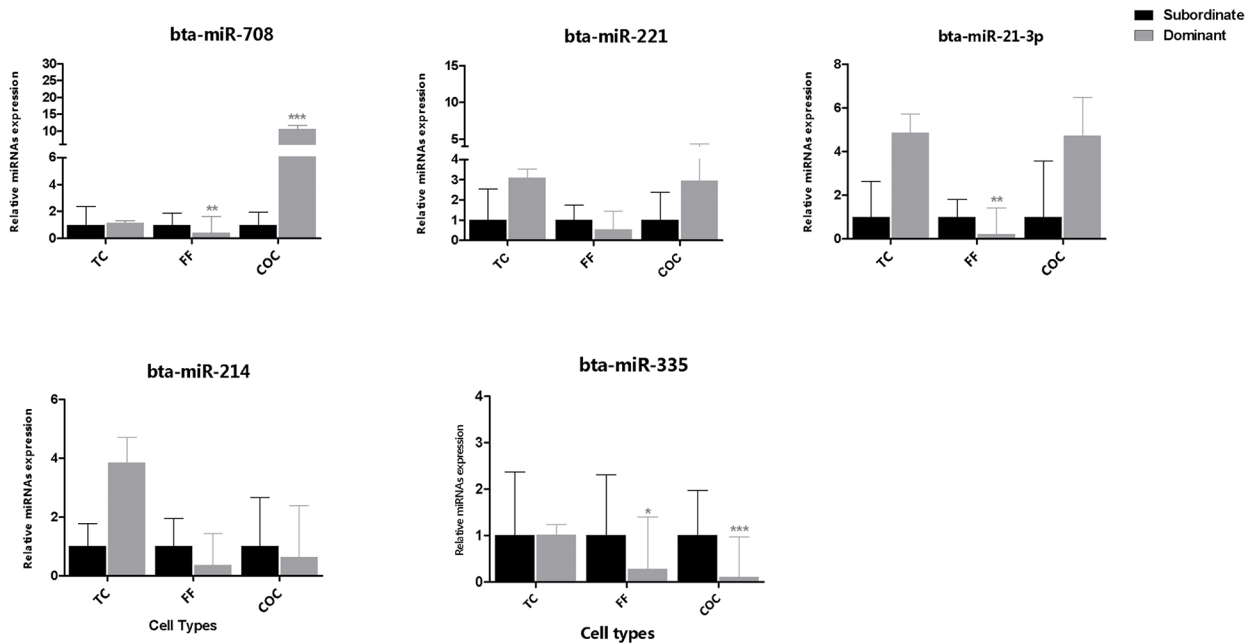 Subordinate
Dominant
bta-miR-708
Relative miRNAs expression
30
25
20
15
10
6
4
2
0
**
***
TC
FF
COC
bta-miR-221
Relative miRNAs expression
15
10
5
4
3
2
1
0
TC
FF
COC
bta-miR-21-3p
Relative miRNAs expression
8
6
4
2
0
**
TC
FF
COC
bta-miR-214
Relative miRNAs expression
6
4
2
0
TC
FF
COC
Cell Types
bta-miR-335
Relative miRNAs expression
4
3
2
1
0
*
***
TC
FF
COC
Cell types